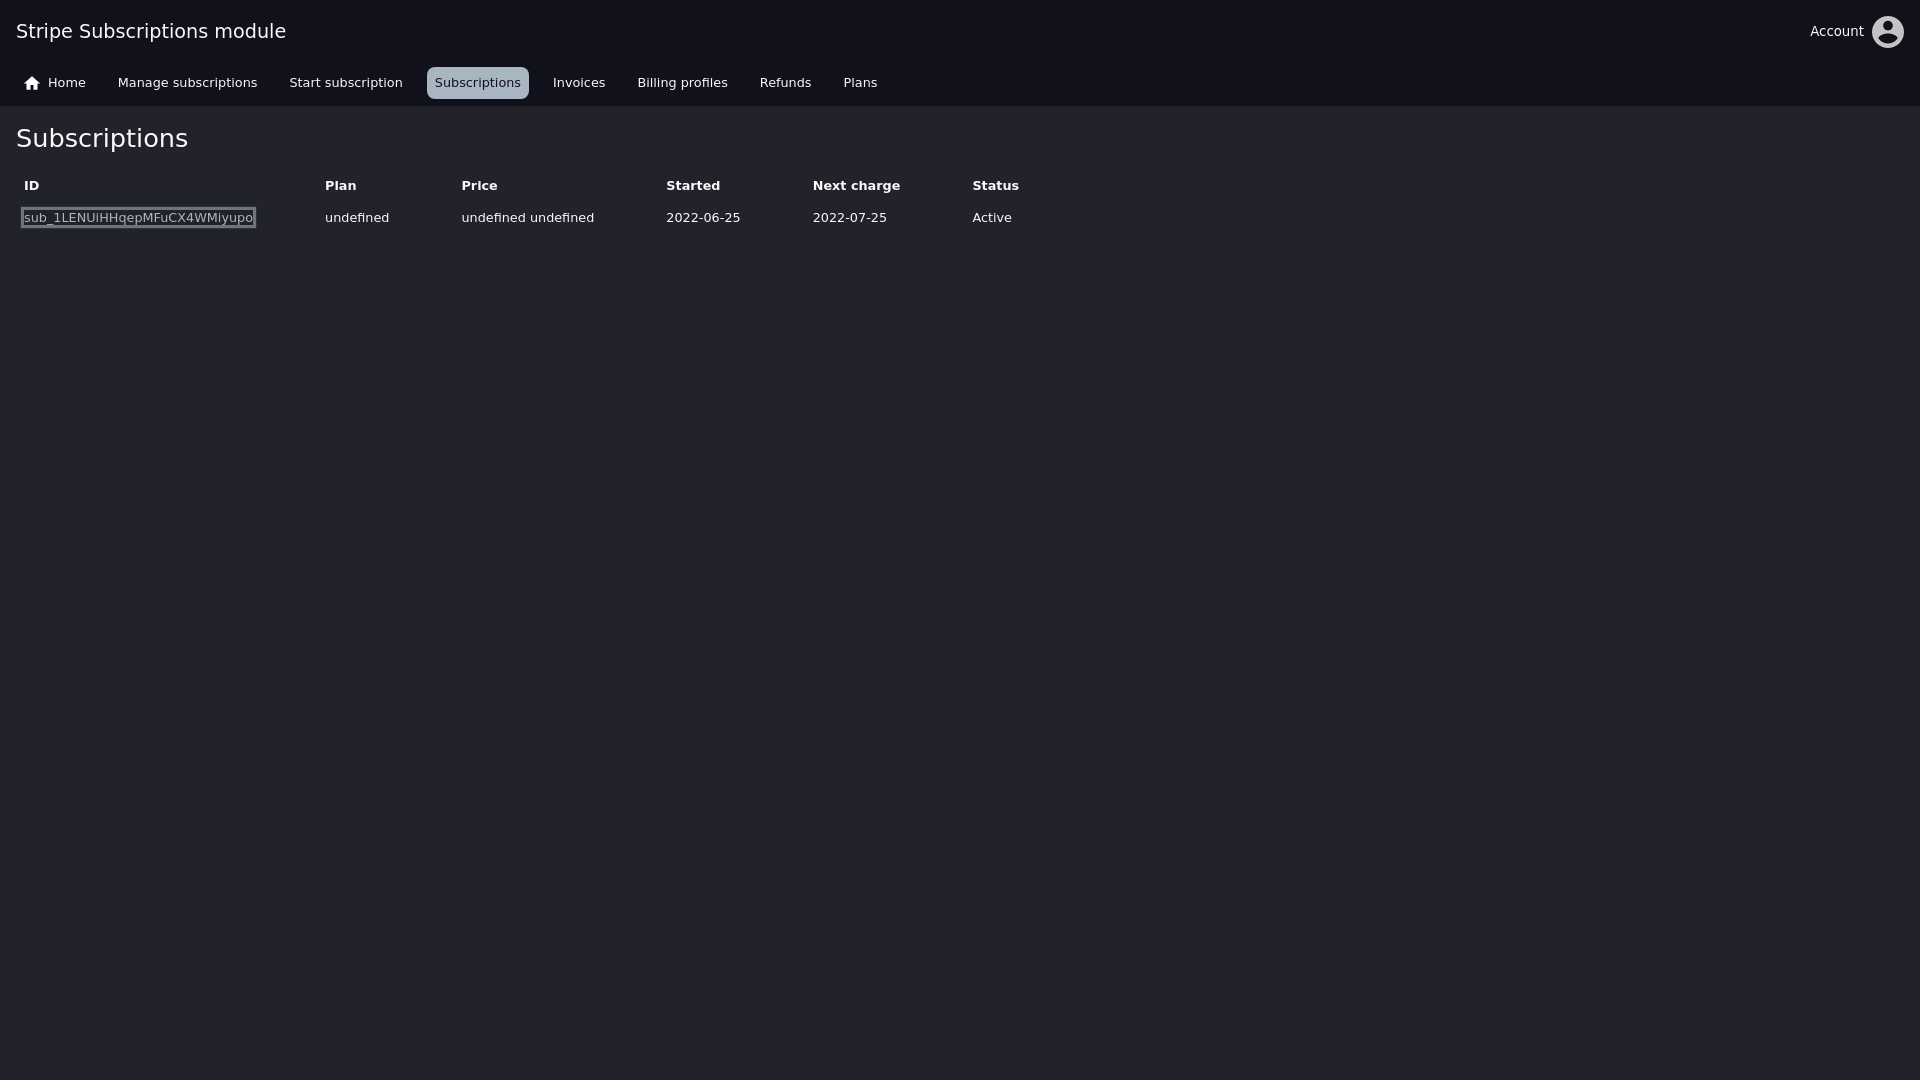 Stripe Subscriptions module
Account
Home Manage subscriptions Start subscription Subscriptions Invoices Billing profiles Refunds Plans
Subscriptions
ID Plan Price Started Next charge Status
sub_1LENUiHHqepMFuCX4WMiyupo undefined undefined undefined 2022-06-25 2022-07-25 Active